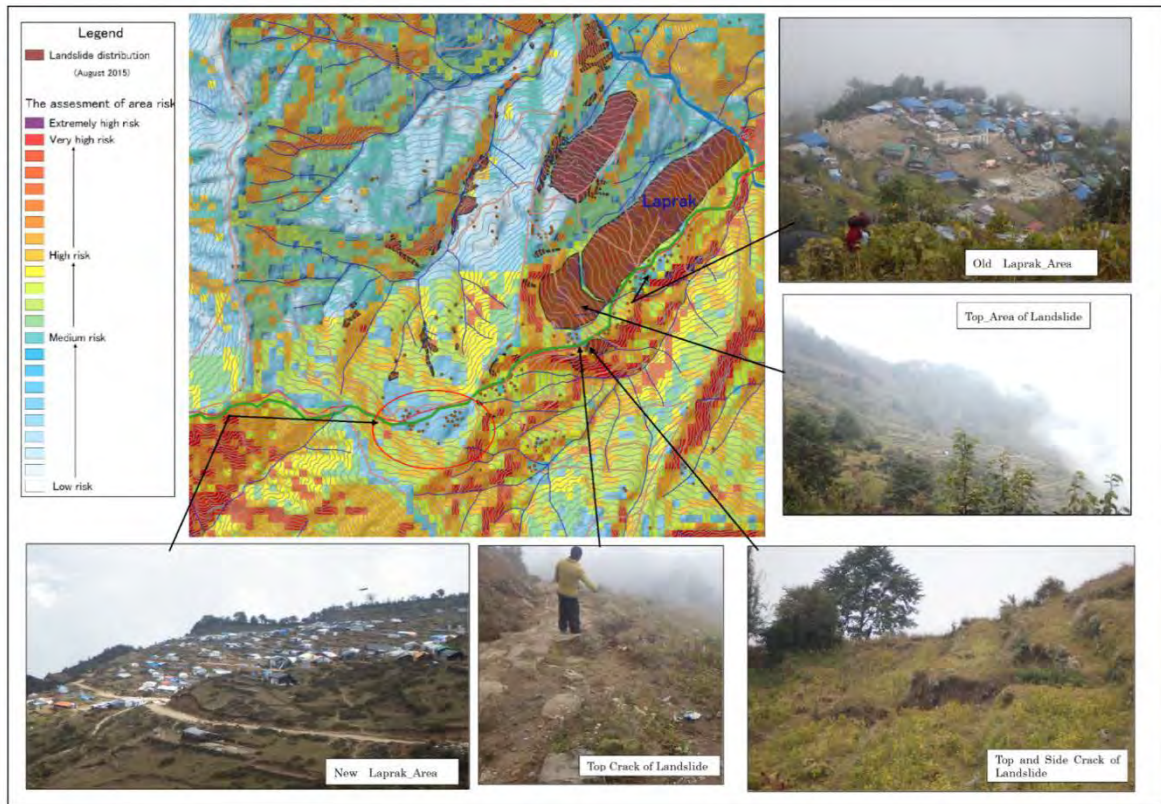 Legend
Landslide distribution
(August 2015)
The assesment of area risk
Extremely high risk
Very high risk
High risk
Medium risk
Low risk
Laprak
Old Laprak_Area
Top_Area of Landslide
New Laprak_Area
Top Crack of Landslide
Top and Side Crack of
Landslide